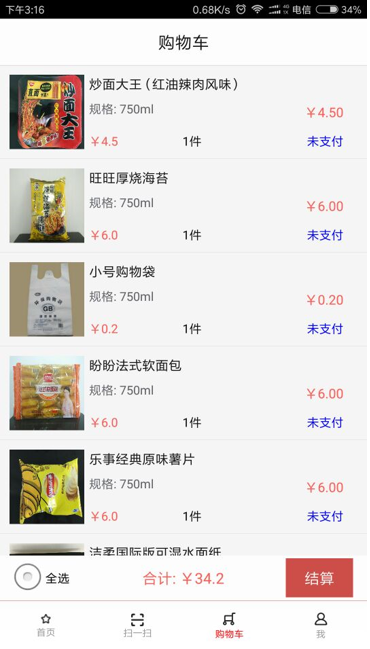 下午3:16
0.68K/s 4G 1X 电信 34%
购物车
炒面大王
炒面大王(红油辣肉风味)
规格: 750ml
￥4.50
￥4.5 1件 未支付
旺旺厚烧海苔
规格: 750ml
￥6.00
￥6.0 1件 未支付
GB
小号购物袋
规格: 750ml
￥0.20
￥0.2 1件 未支付
盼盼法式软面包
规格: 750ml
￥6.00
￥6.0 1件 未支付
乐事经典原味薯片
规格: 750ml
￥6.00
￥6.0 1件 未支付
洁柔国际版可湿水面纸
全选 合计: ￥34.2 结算
首页 扫一扫 购物车 我